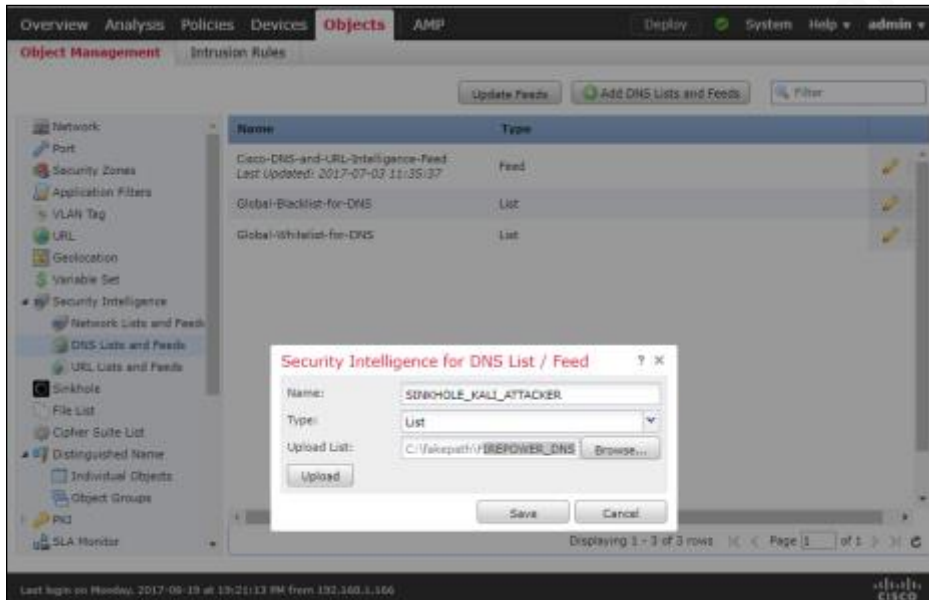 Overview Analysis Policies Devices Objects AMP Deploy System Help admin
Object Management Intrusion Rules
Update Feeds Add DNS Lists and Feeds Filter
Network
Port
Security Zones
Application Filters
VLAN Tag
URL
Geolocation
Variable Set
Security Intelligence
Network Lists and Feeds
DNS Lists and Feeds
URL Lists and Feeds
Sinkhole
File List
Cipher Suite List
Distinguished Name
Individual Objects
Object Groups
PKI
SLA Monitor
Name Type
Cisco-DNS-and-URL-Intelligence-Feed Feed
Last Updated: 2017-07-03 11:35:37
Global-Blacklist-for-DNS List
Global-Whitelist-for-DNS List
Security Intelligence for DNS List / Feed ? ×
Name: SINKHOLE_KALI_ATTACKER
Type: List
Upload List: C:\fakepath\FIREPOWER_DNS Browse...
Upload
Save Cancel
Displaying 1 - 3 of 3 rows Page 1 of 1
Last login on Monday, 2017-06-19 at 19:21:13 PM from 192.168.1.166
CISCO